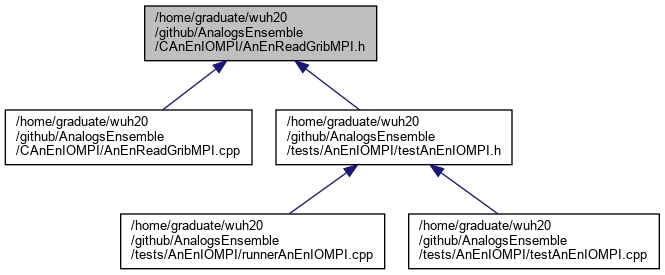 /home/graduate/wuh20
/github/AnalogsEnsemble
/CAnEnIOMPI/AnEnReadGribMPI.h
/home/graduate/wuh20
/github/AnalogsEnsemble
/CAnEnIOMPI/AnEnReadGribMPI.cpp
/home/graduate/wuh20
/github/AnalogsEnsemble
/tests/AnEnIOMPI/testAnEnIOMPI.h
/home/graduate/wuh20
/github/AnalogsEnsemble
/tests/AnEnIOMPI/runnerAnEnIOMPI.cpp
/home/graduate/wuh20
/github/AnalogsEnsemble
/tests/AnEnIOMPI/testAnEnIOMPI.cpp